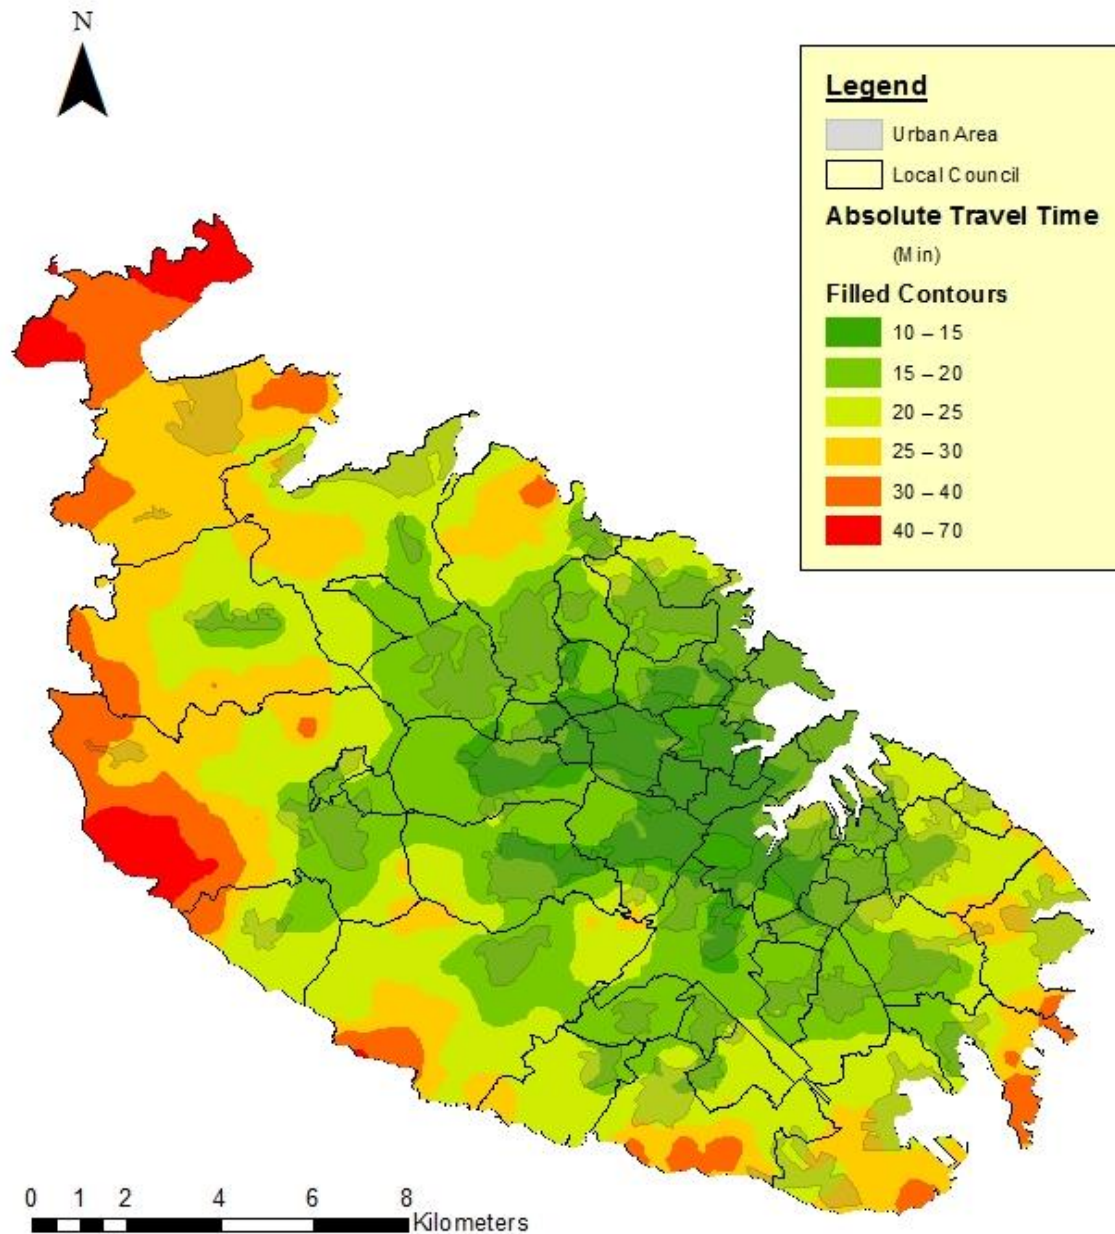 N
Legend
Urban Area
Local Council
Absolute Travel Time
(Min)
Filled Contours
10 – 15
15 – 20
20 – 25
25 – 30
30 – 40
40 – 70
0 1 2 4 6 8
Kilometers